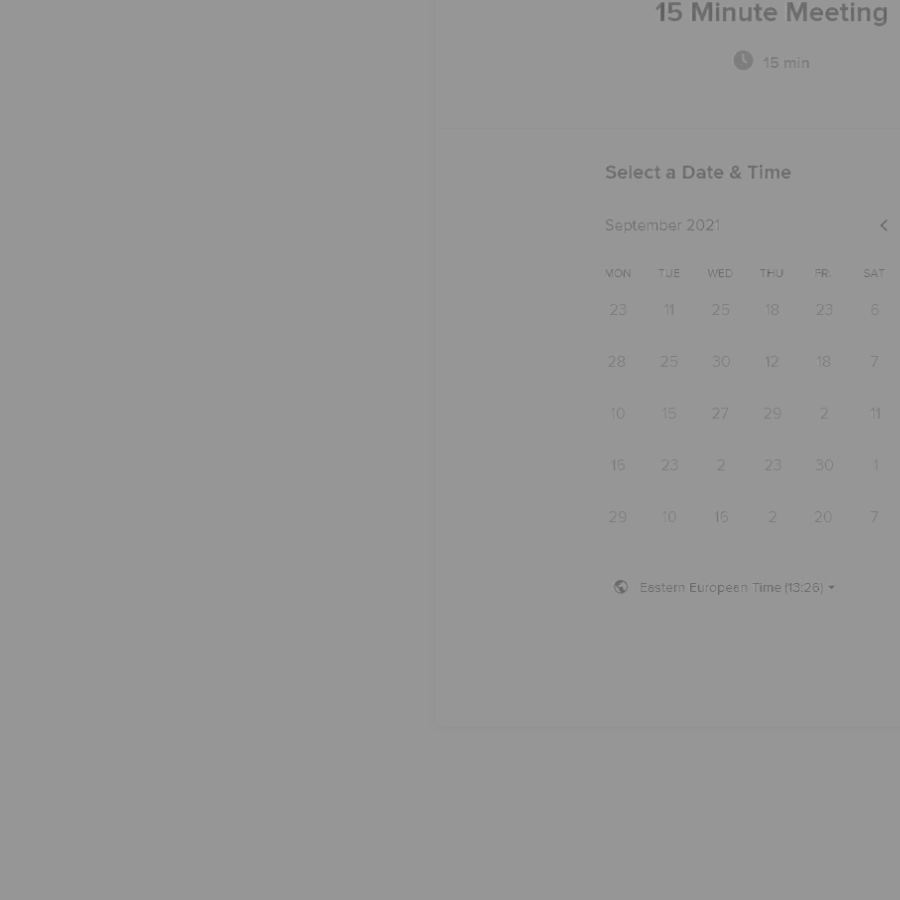 15 Minute Meeting
15 min
Select a Date & Time
September 2021
MON TUE WED THU FRI SAT
23 11 25 18 23 6
28 25 30 12 18 7
10 15 27 29 2 11
16 23 2 23 30 1
29 10 16 2 20 7
Eastern European Time (13:26)